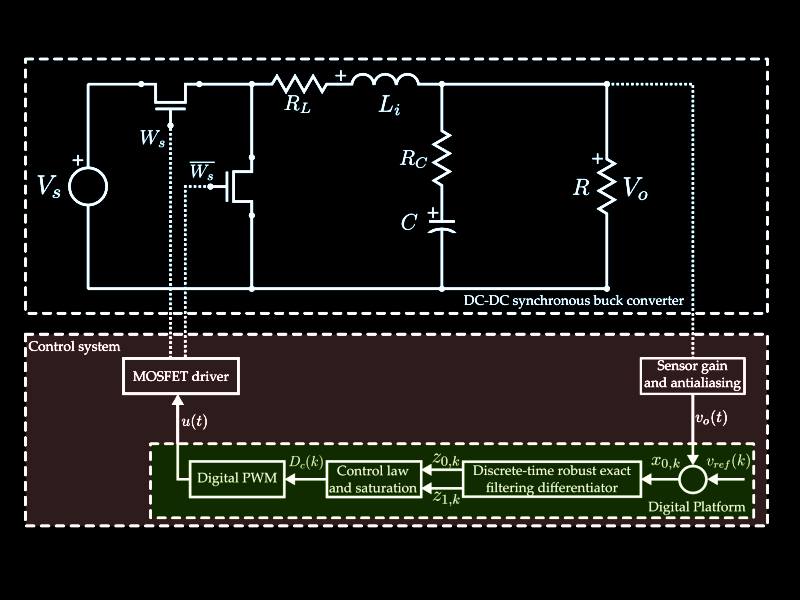 +
R_L
L_i
W_s
\overline{W_s}
+
V_s
R_C
+
C
+
R
V_o
DC-DC synchronous buck converter
Control system
MOSFET driver
Sensor gain
and antialiasing
u(t)
v_o(t)
Digital PWM
D_c(k)
Control law
and saturation
z_{0,k}
z_{1,k}
Discrete-time robust exact
filtering differentiator
x_{0,k}
v_{ref}(k)
Digital Platform